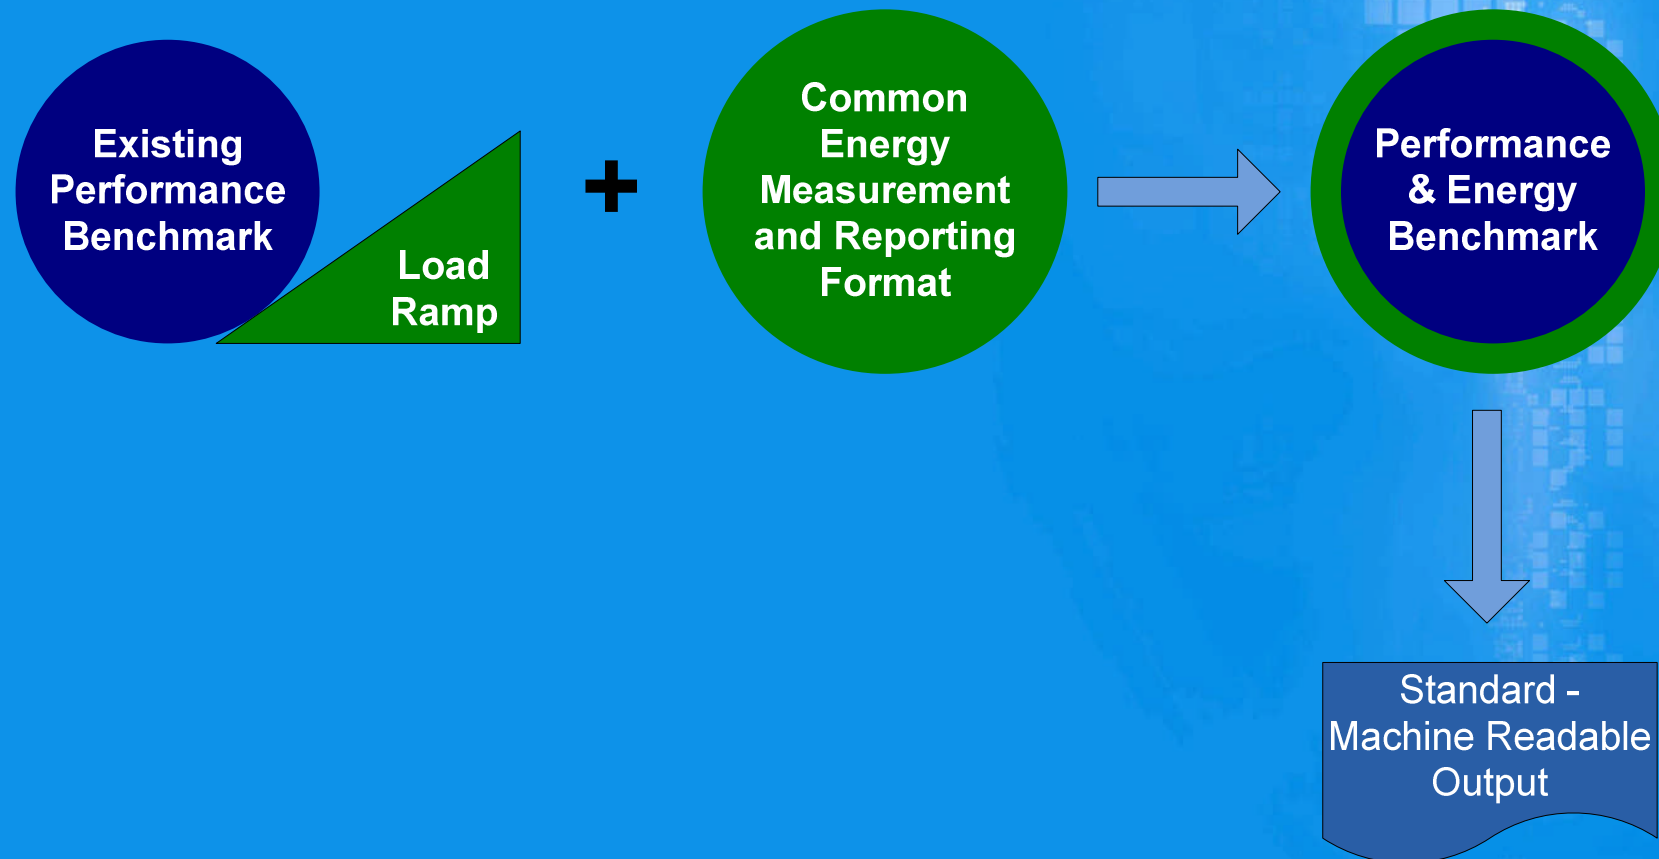 Existing
Performance
Benchmark
Load
Ramp
+
Common
Energy
Measurement
and Reporting
Format
Performance
& Energy
Benchmark
Standard -
Machine Readable
Output